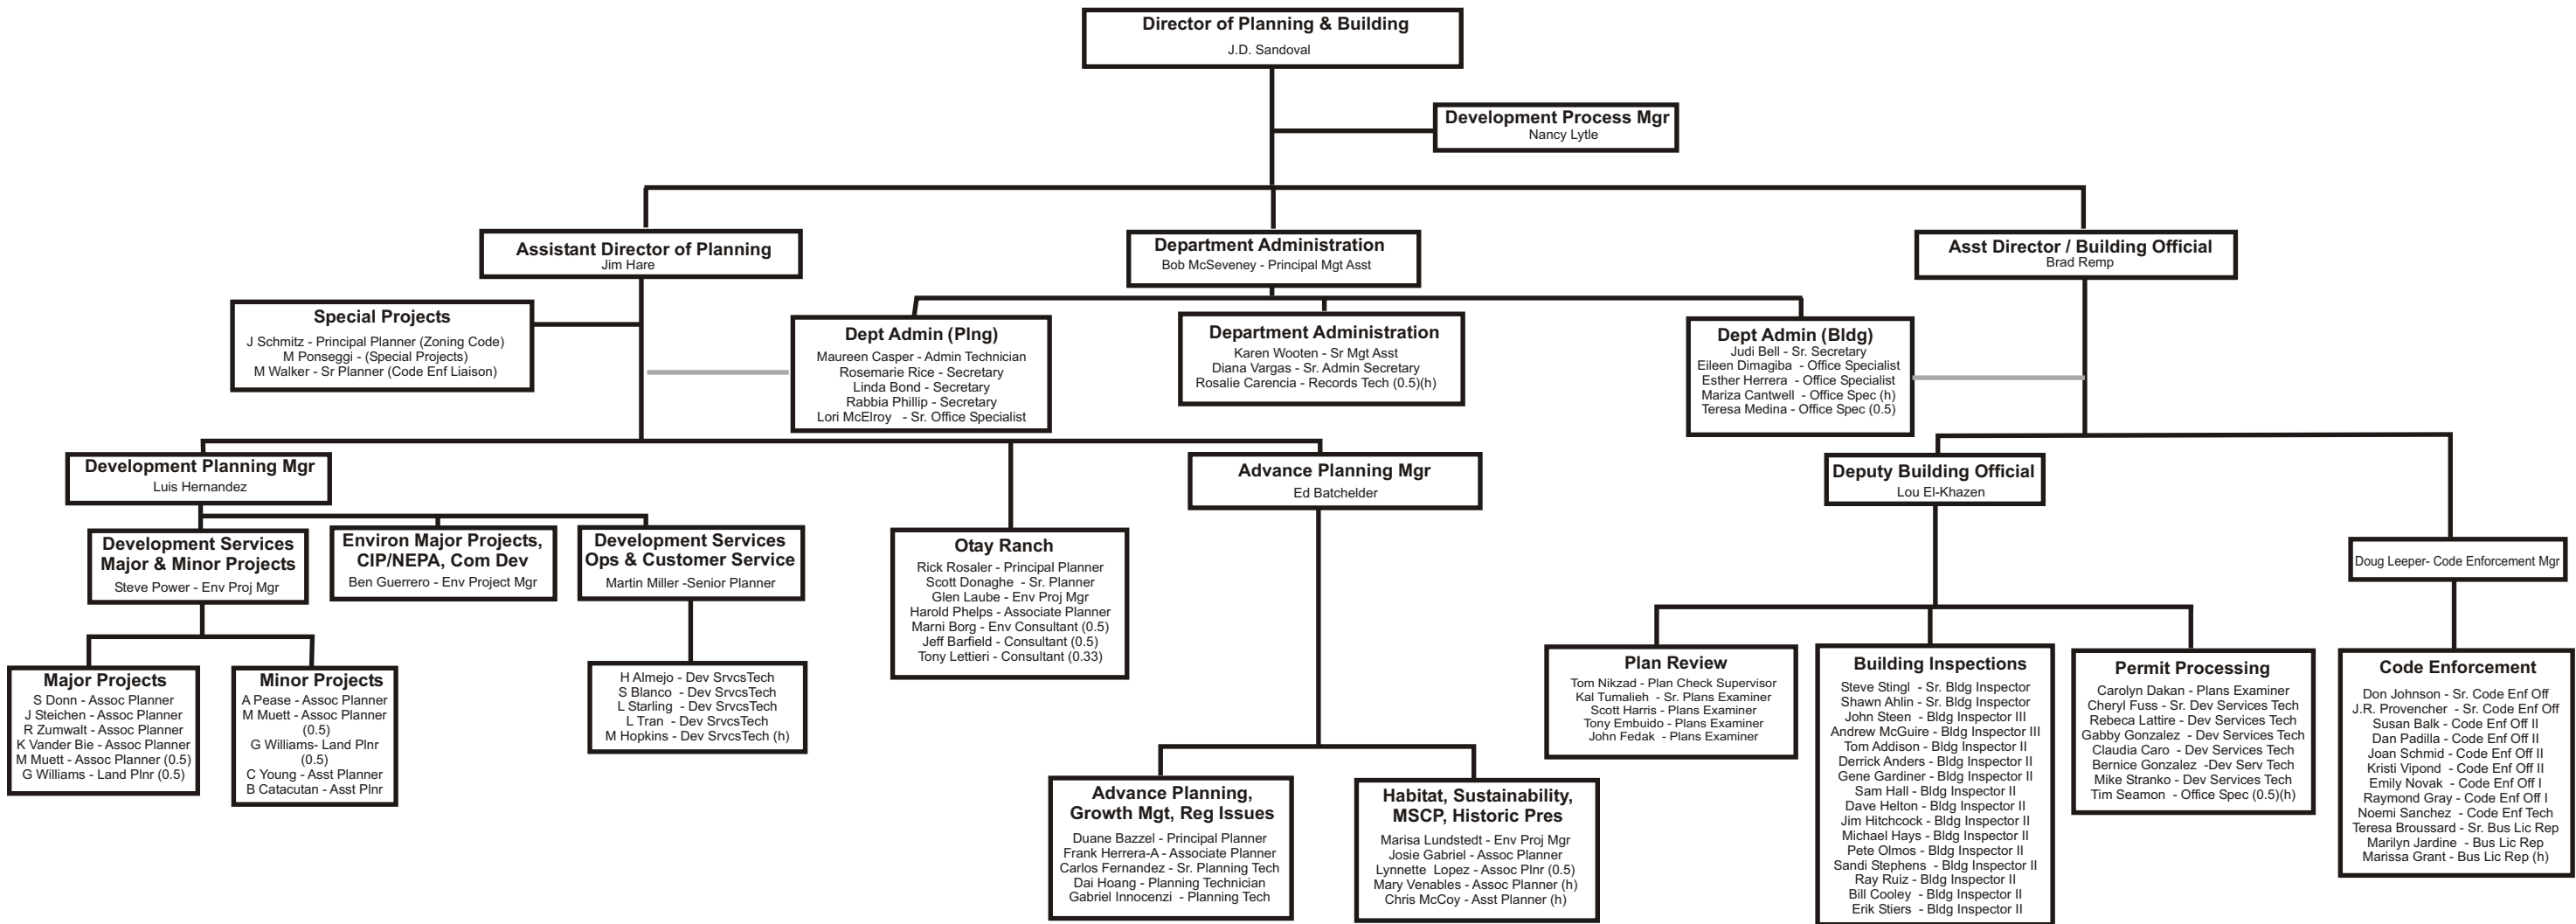 Director of Planning & Building
J.D. Sandoval
Development Process Mgr
Nancy Lytle
Assistant Director of Planning
Jim Hare
Department Administration
Bob McSeveney - Principal Mgt Asst
Asst Director / Building Official
Brad Remp
Special Projects
J Schmitz - Principal Planner (Zoning Code)
M Ponseggi - (Special Projects)
M Walker - Sr Planner (Code Enf Liaison)
Dept Admin (Plng)
Maureen Casper - Admin Technician
Rosemarie Rice - Secretary
Linda Bond - Secretary
Rabbia Phillip - Secretary
Lori McElroy - Sr. Office Specialist
Department Administration
Karen Wooten - Sr Mgt Asst
Diana Vargas - Sr. Admin Secretary
Rosalie Carencia - Records Tech (0.5)(h)
Dept Admin (Bldg)
Judi Bell - Sr. Secretary
Eileen Dimagiba - Office Specialist
Esther Herrera - Office Specialist
Mariza Cantwell - Office Spec (h)
Teresa Medina - Office Spec (0.5)
Development Planning Mgr
Luis Hernandez
Advance Planning Mgr
Ed Batchelder
Deputy Building Official
Lou El-Khazen
Development Services
Major & Minor Projects
Steve Power - Env Proj Mgr
Environ Major Projects,
CIP/NEPA, Com Dev
Ben Guerrero - Env Project Mgr
Development Services
Ops & Customer Service
Martin Miller -Senior Planner
Otay Ranch
Rick Rosaler - Principal Planner
Scott Donaghe - Sr. Planner
Glen Laube - Env Proj Mgr
Harold Phelps - Associate Planner
Marni Borg - Env Consultant (0.5)
Jeff Barfield - Consultant (0.5)
Tony Lettieri - Consultant (0.33)
Doug Leeper- Code Enforcement Mgr
Major Projects
S Donn - Assoc Planner
J Steichen - Assoc Planner
R Zumwalt - Assoc Planner
K Vander Bie - Assoc Planner
M Muett - Assoc Planner (0.5)
G Williams - Land Plnr (0.5)
Minor Projects
A Pease - Assoc Planner
M Muett - Assoc Planner
(0.5)
G Williams- Land Plnr
(0.5)
C Young - Asst Planner
B Catacutan - Asst Plnr
H Almejo - Dev SrvcsTech
S Blanco - Dev SrvcsTech
L Starling - Dev SrvcsTech
L Tran - Dev SrvcsTech
M Hopkins - Dev SrvcsTech (h)
Plan Review
Tom Nikzad - Plan Check Supervisor
Kal Tumalieh - Sr. Plans Examiner
Scott Harris - Plans Examiner
Tony Embuido - Plans Examiner
John Fedak - Plans Examiner
Building Inspections
Steve Stingl - Sr. Bldg Inspector
Shawn Ahlin - Sr. Bldg Inspector
John Steen - Bldg Inspector III
Andrew McGuire - Bldg Inspector III
Tom Addison - Bldg Inspector II
Derrick Anders - Bldg Inspector II
Gene Gardiner - Bldg Inspector II
Sam Hall - Bldg Inspector II
Dave Helton - Bldg Inspector II
Jim Hitchcock - Bldg Inspector II
Michael Hays - Bldg Inspector II
Pete Olmos - Bldg Inspector II
Sandi Stephens - Bldg Inspector II
Ray Ruiz - Bldg Inspector II
Bill Cooley - Bldg Inspector II
Erik Stiers - Bldg Inspector II
Permit Processing
Carolyn Dakan - Plans Examiner
Cheryl Fuss - Sr. Dev Services Tech
Rebeca Lattire - Dev Services Tech
Gabby Gonzalez - Dev Services Tech
Claudia Caro - Dev Services Tech
Bernice Gonzalez -Dev Serv Tech
Mike Stranko - Dev Services Tech
Tim Seamon - Office Spec (0.5)(h)
Code Enforcement
Don Johnson - Sr. Code Enf Off
J.R. Provencher - Sr. Code Enf Off
Susan Balk - Code Enf Off II
Dan Padilla - Code Enf Off II
Joan Schmid - Code Enf Off II
Kristi Vipond - Code Enf Off II
Emily Novak - Code Enf Off I
Raymond Gray - Code Enf Off I
Noemi Sanchez - Code Enf Tech
Teresa Broussard - Sr. Bus Lic Rep
Marilyn Jardine - Bus Lic Rep
Marissa Grant - Bus Lic Rep (h)
Advance Planning,
Growth Mgt, Reg Issues
Duane Bazzel - Principal Planner
Frank Herrera-A - Associate Planner
Carlos Fernandez - Sr. Planning Tech
Dai Hoang - Planning Technician
Gabriel Innocenzi - Planning Tech
Habitat, Sustainability,
MSCP, Historic Pres
Marisa Lundstedt - Env Proj Mgr
Josie Gabriel - Assoc Planner
Lynnette Lopez - Assoc Plnr (0.5)
Mary Venables - Assoc Planner (h)
Chris McCoy - Asst Planner (h)